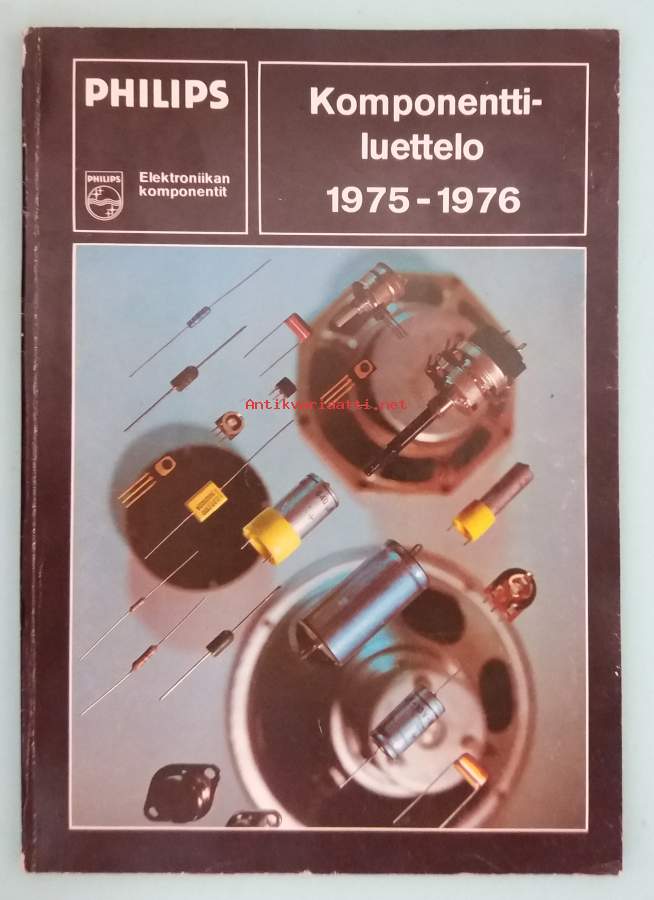 PHILIPS
PHILIPS
Elektroniikan
komponentit
Komponentti-
luettelo
1975-1976
Antikvariaatti.net